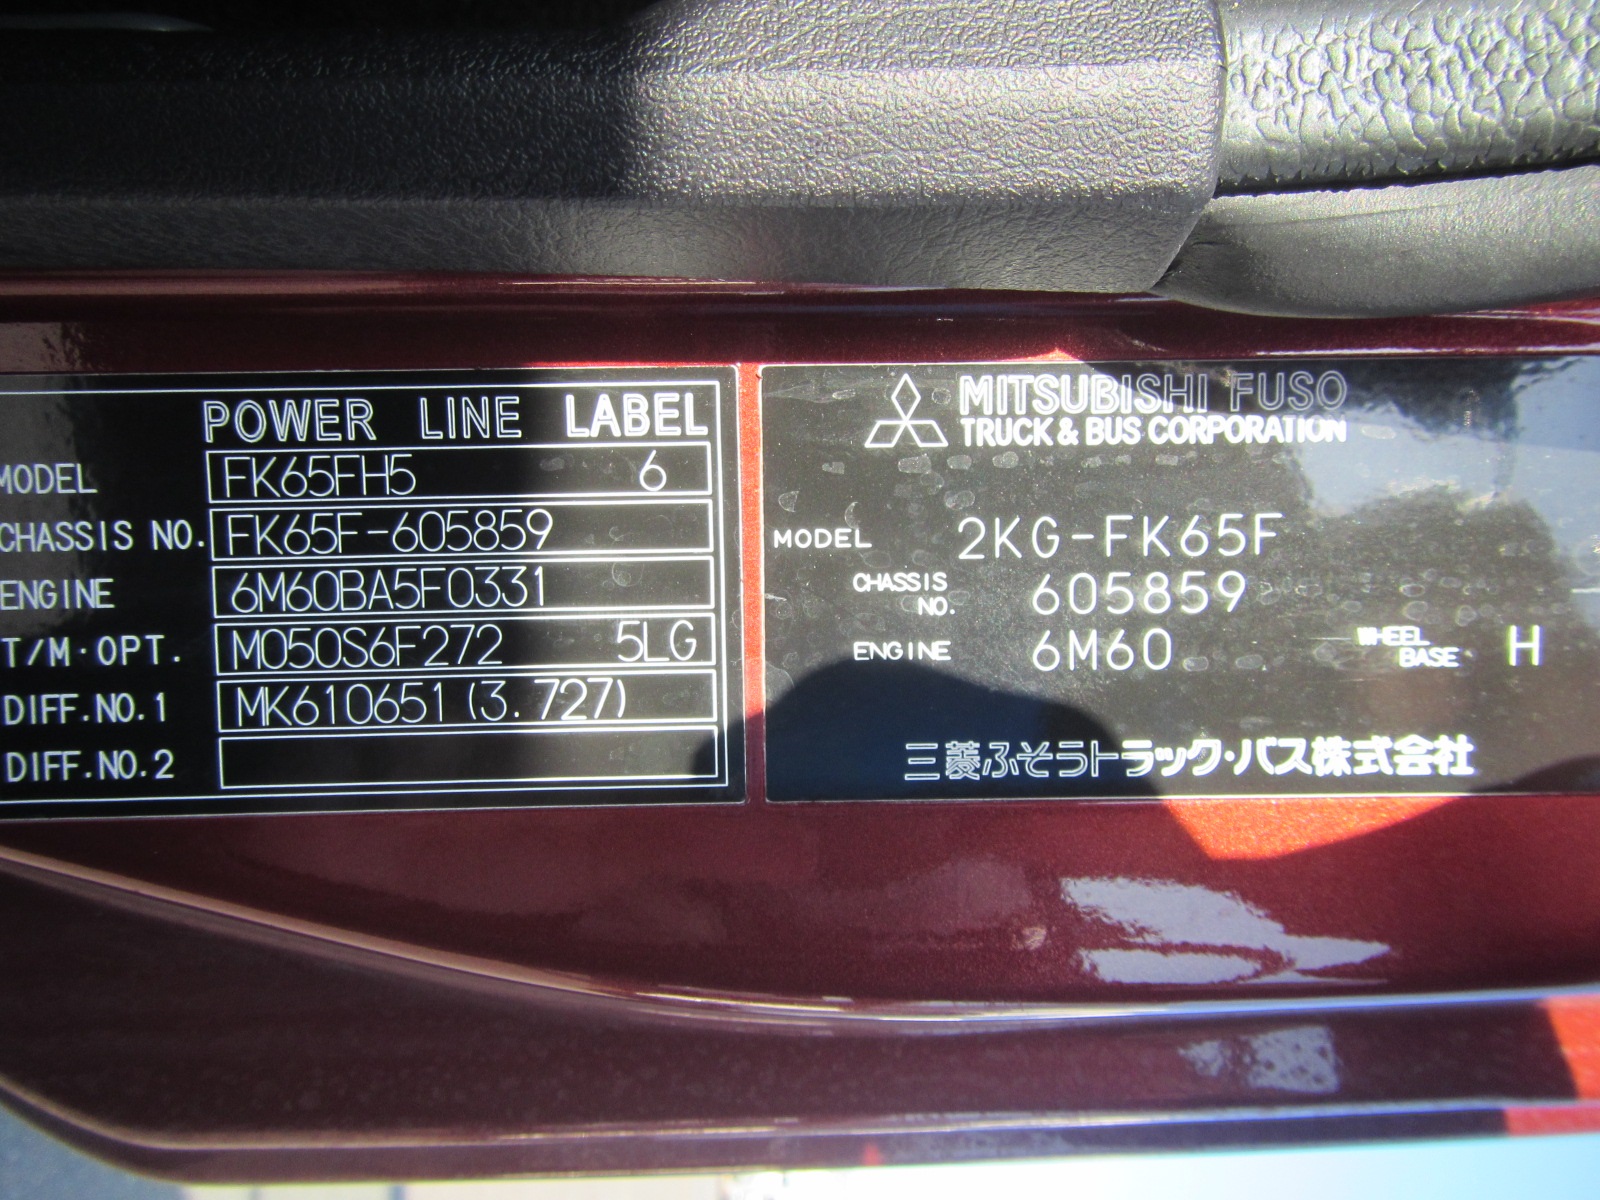 POWER LINE LABEL
MODEL FK65FH5 6
CHASSIS NO. FK65F-605859
ENGINE 6M60BA5F0331
T/M·OPT. M050S6F272 5LG
DIFF.NO.1 MK610651 (3.727)
DIFF.NO.2
MITSUBISHI FUSO
TRUCK & BUS CORPORATION
MODEL 2KG-FK65F
CHASSIS NO. 605859
ENGINE 6M60 WHEEL BASE H
三菱ふそうトラック・バス株式会社